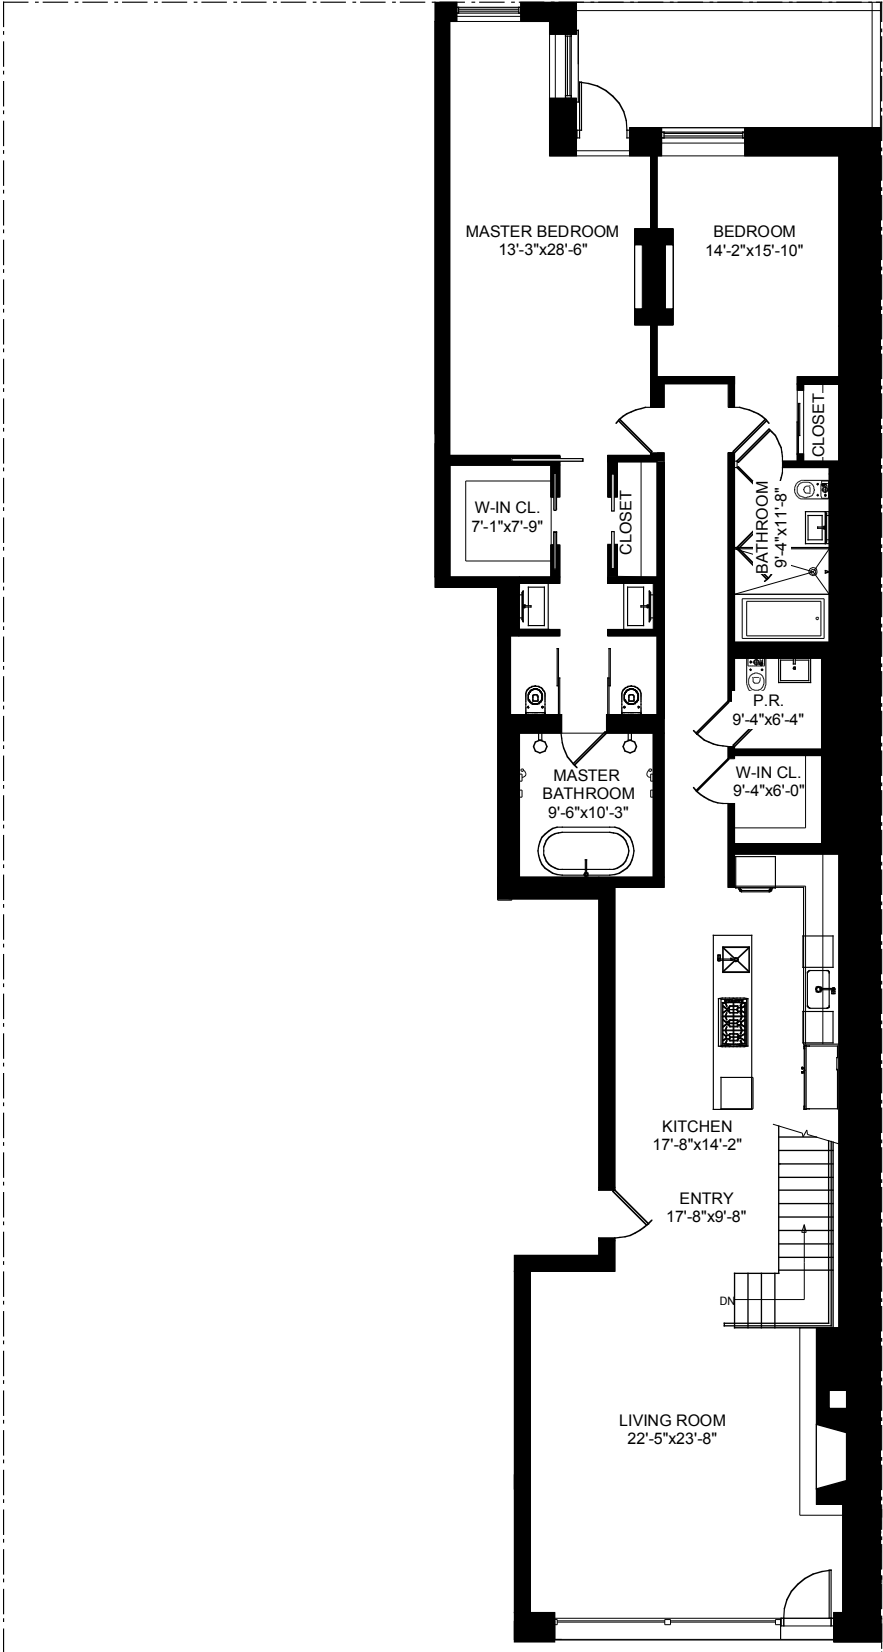 MASTER BEDROOM
13'-3"x28'-6"
BEDROOM
14'-2"x15'-10"
CLOSET
W-IN CL.
7'-1"x7'-9"
CLOSET
BATHROOM
9'-4"x11'-8"
P.R.
9'-4"x6'-4"
W-IN CL.
9'-4"x6'-0"
MASTER
BATHROOM
9'-6"x10'-3"
KITCHEN
17'-8"x14'-2"
ENTRY
17'-8"x9'-8"
DN
LIVING ROOM
22'-5"x23'-8"